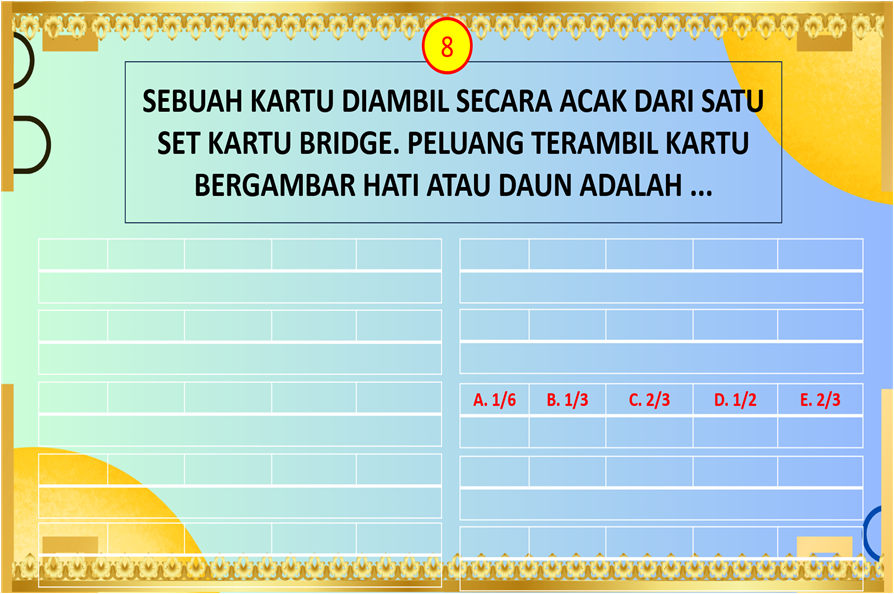 8
SEBUAH KARTU DIAMBIL SECARA ACAK DARI SATU
SET KARTU BRIDGE. PELUANG TERAMBIL KARTU
BERGAMBAR HATI ATAU DAUN ADALAH ...
A. 1/6 B. 1/3 C. 2/3 D. 1/2 E. 2/3